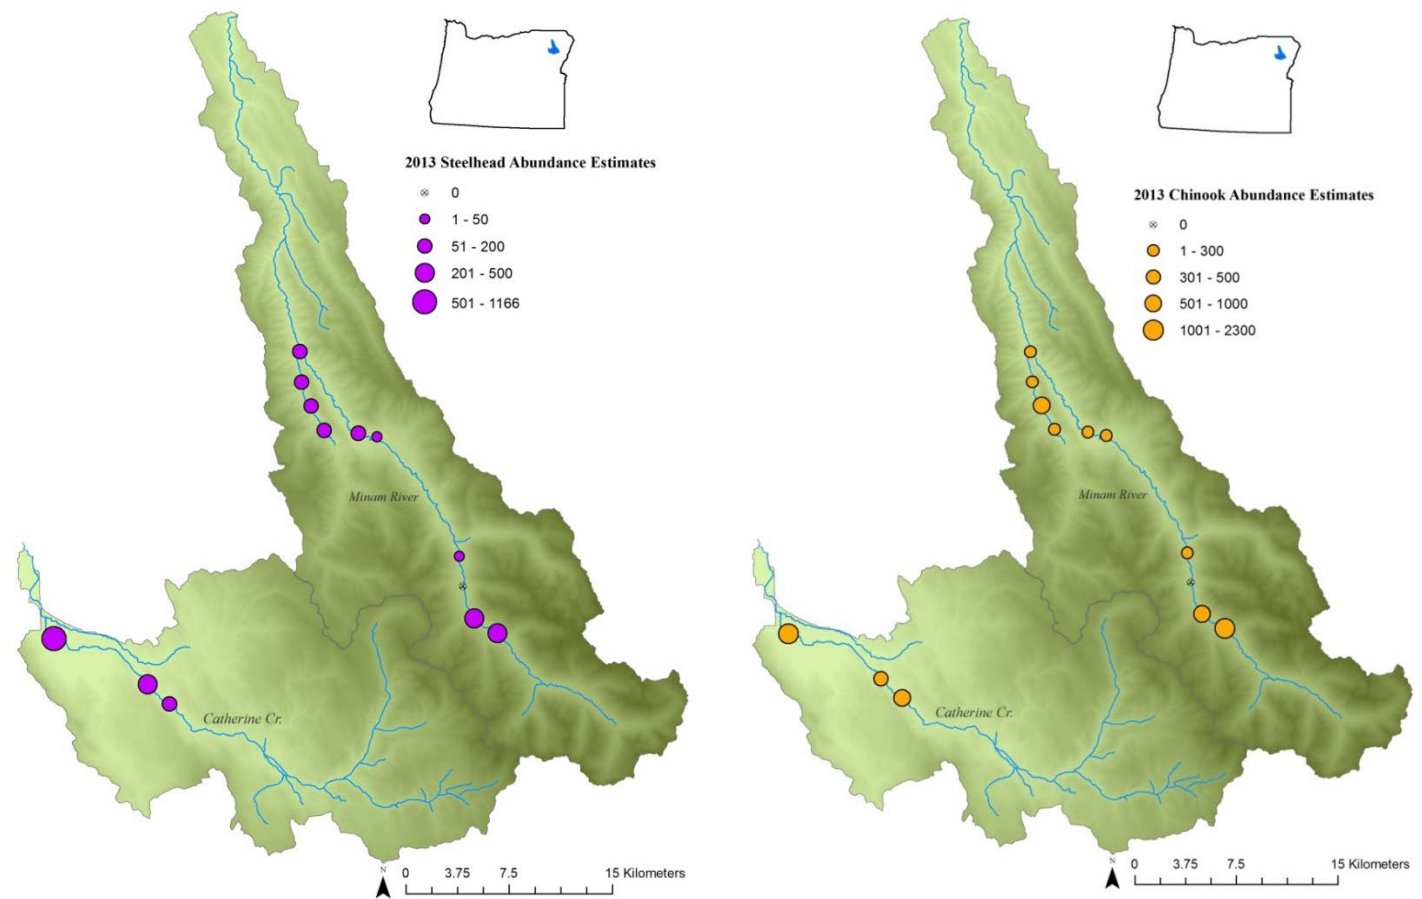 2013 Steelhead Abundance Estimates
0
1 - 50
51 - 200
201 - 500
501 - 1166
Minam River
Catherine Cr.
N
0 3.75 7.5 15 Kilometers
2013 Chinook Abundance Estimates
0
1 - 300
301 - 500
501 - 1000
1001 - 2300
Minam River
Catherine Cr.
N
0 3.75 7.5 15 Kilometers